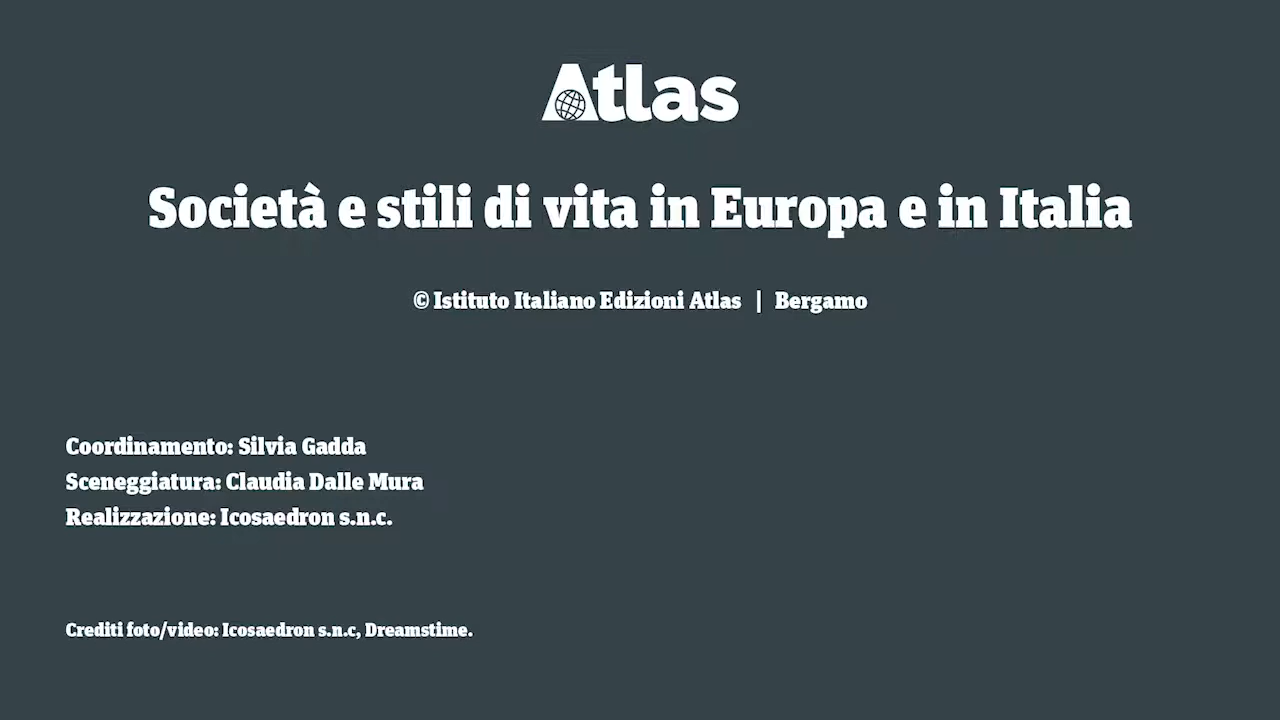 Atlas
Società e stili di vita in Europa e in Italia
© Istituto Italiano Edizioni Atlas | Bergamo
Coordinamento: Silvia Gadda
Sceneggiatura: Claudia Dalle Mura
Realizzazione: Icosaedron s.n.c.
Crediti foto/video: Icosaedron s.n.c, Dreamstime.